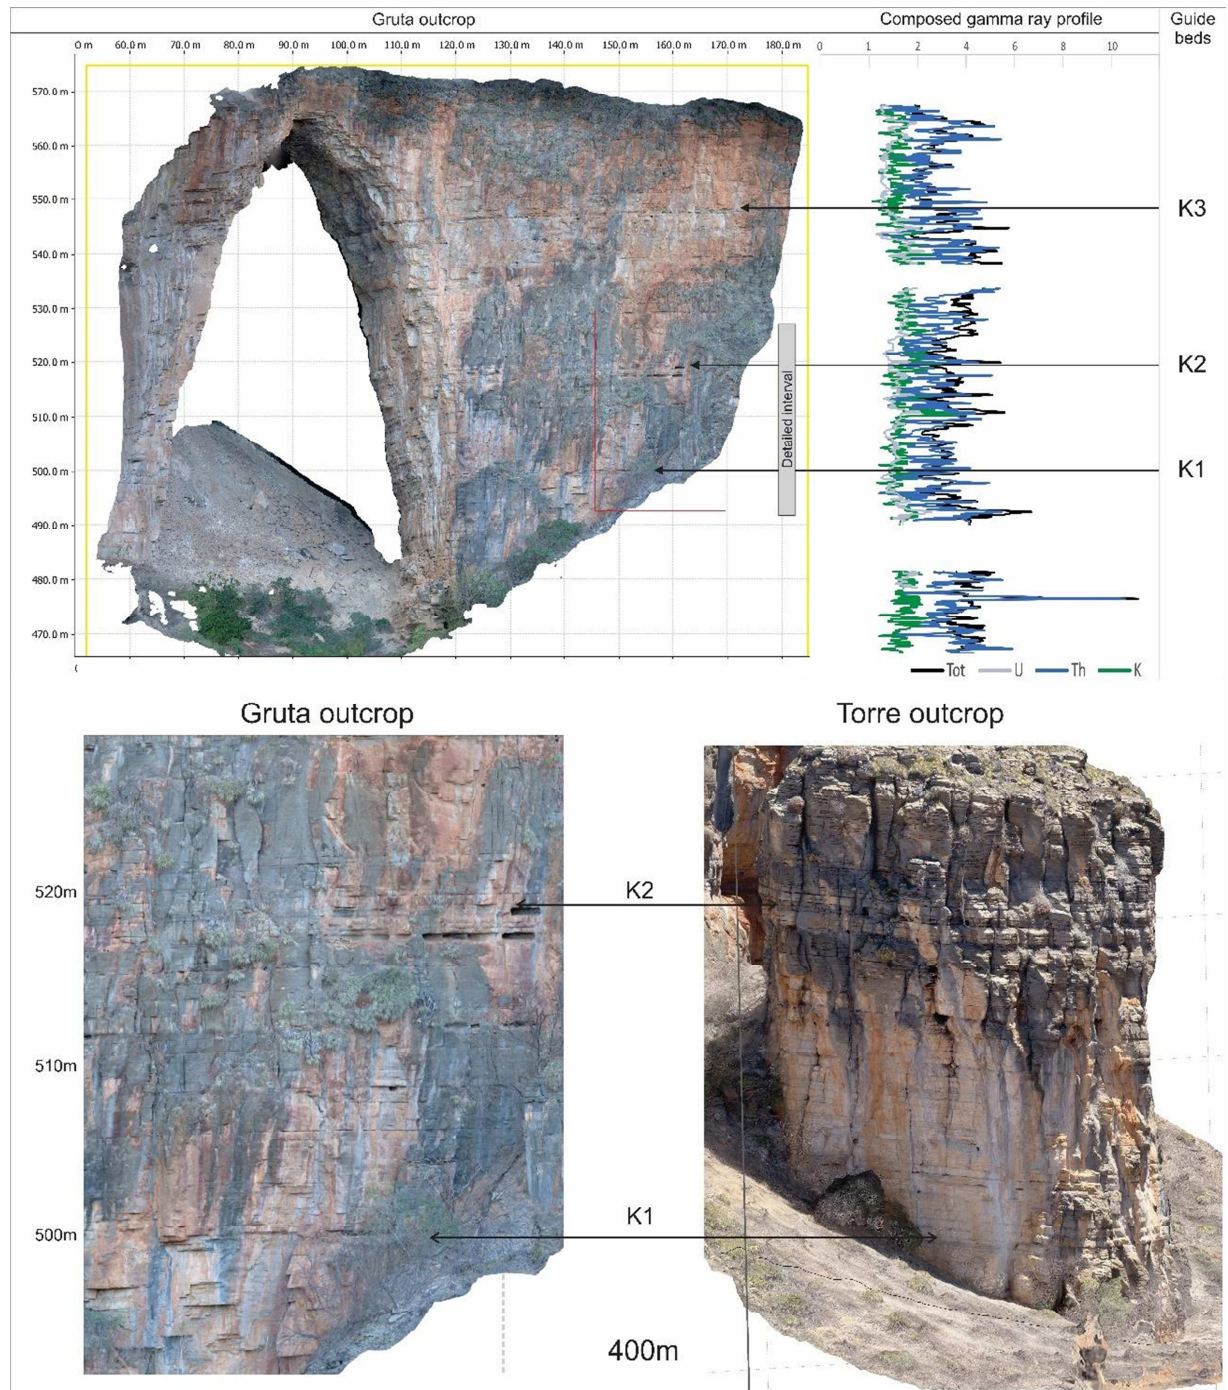 Gruta outcrop
Composed gamma ray profile
Guide
beds
0 m 60.0 m 70.0 m 80.0 m 90.0 m 100.0 m 110.0 m 120.0 m 130.0 m 140.0 m 150.0 m 160.0 m 170.0 m 180.0 m
0 1 1 2 4 6 8 10
570.0 m
560.0 m
550.0 m
K3
540.0 m
530.0 m
520.0 m
K2
510.0 m
Detailed interval
500.0 m
K1
490.0 m
480.0 m
470.0 m
Tot U Th K
Gruta outcrop
Torre outcrop
520m
K2
510m
K1
500m
400m